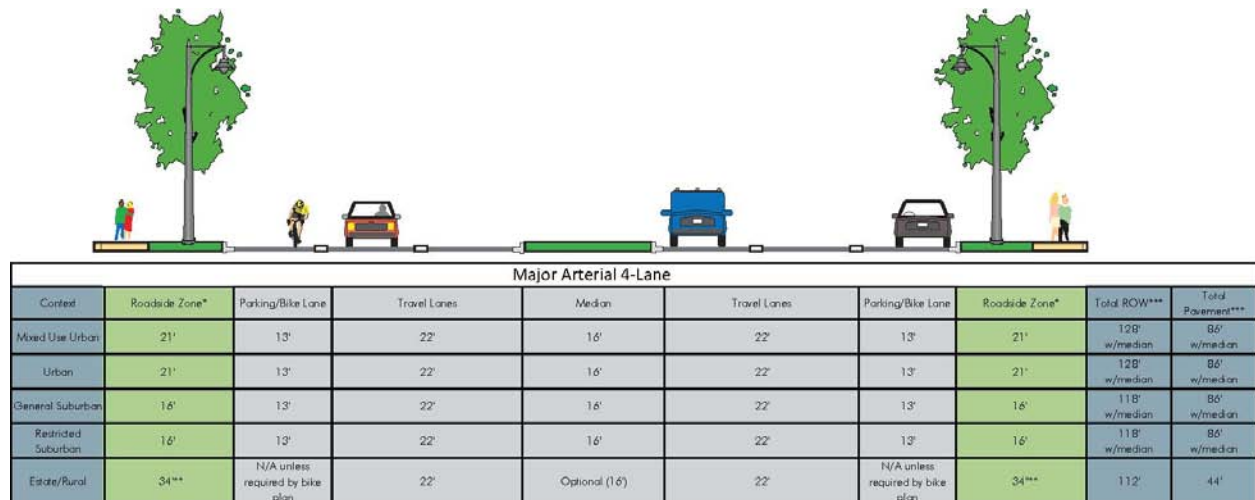 Major Arterial 4-Lane
Context Roadside Zone* Parking/Bike Lane Travel Lanes Median Travel Lanes Parking/Bike Lane Roadside Zone* Total ROW*** Total
Pavement***
Mixed Use Urban 21' 13' 22' 16' 22' 13' 21' 128'
w/median 86'
w/median
Urban 21' 13' 22' 16' 22' 13' 21' 128'
w/median 86'
w/median
General Suburban 16' 13' 22' 16' 22' 13' 16' 118'
w/median 86'
w/median
Restricted
Suburban 16' 13' 22' 16' 22' 13' 16' 118'
w/median 86'
w/median
Estate/Rural 34'** N/A unless
required by bike
plan 22' Optional (16') 22' N/A unless
required by bike
plan 34'** 112' 44'